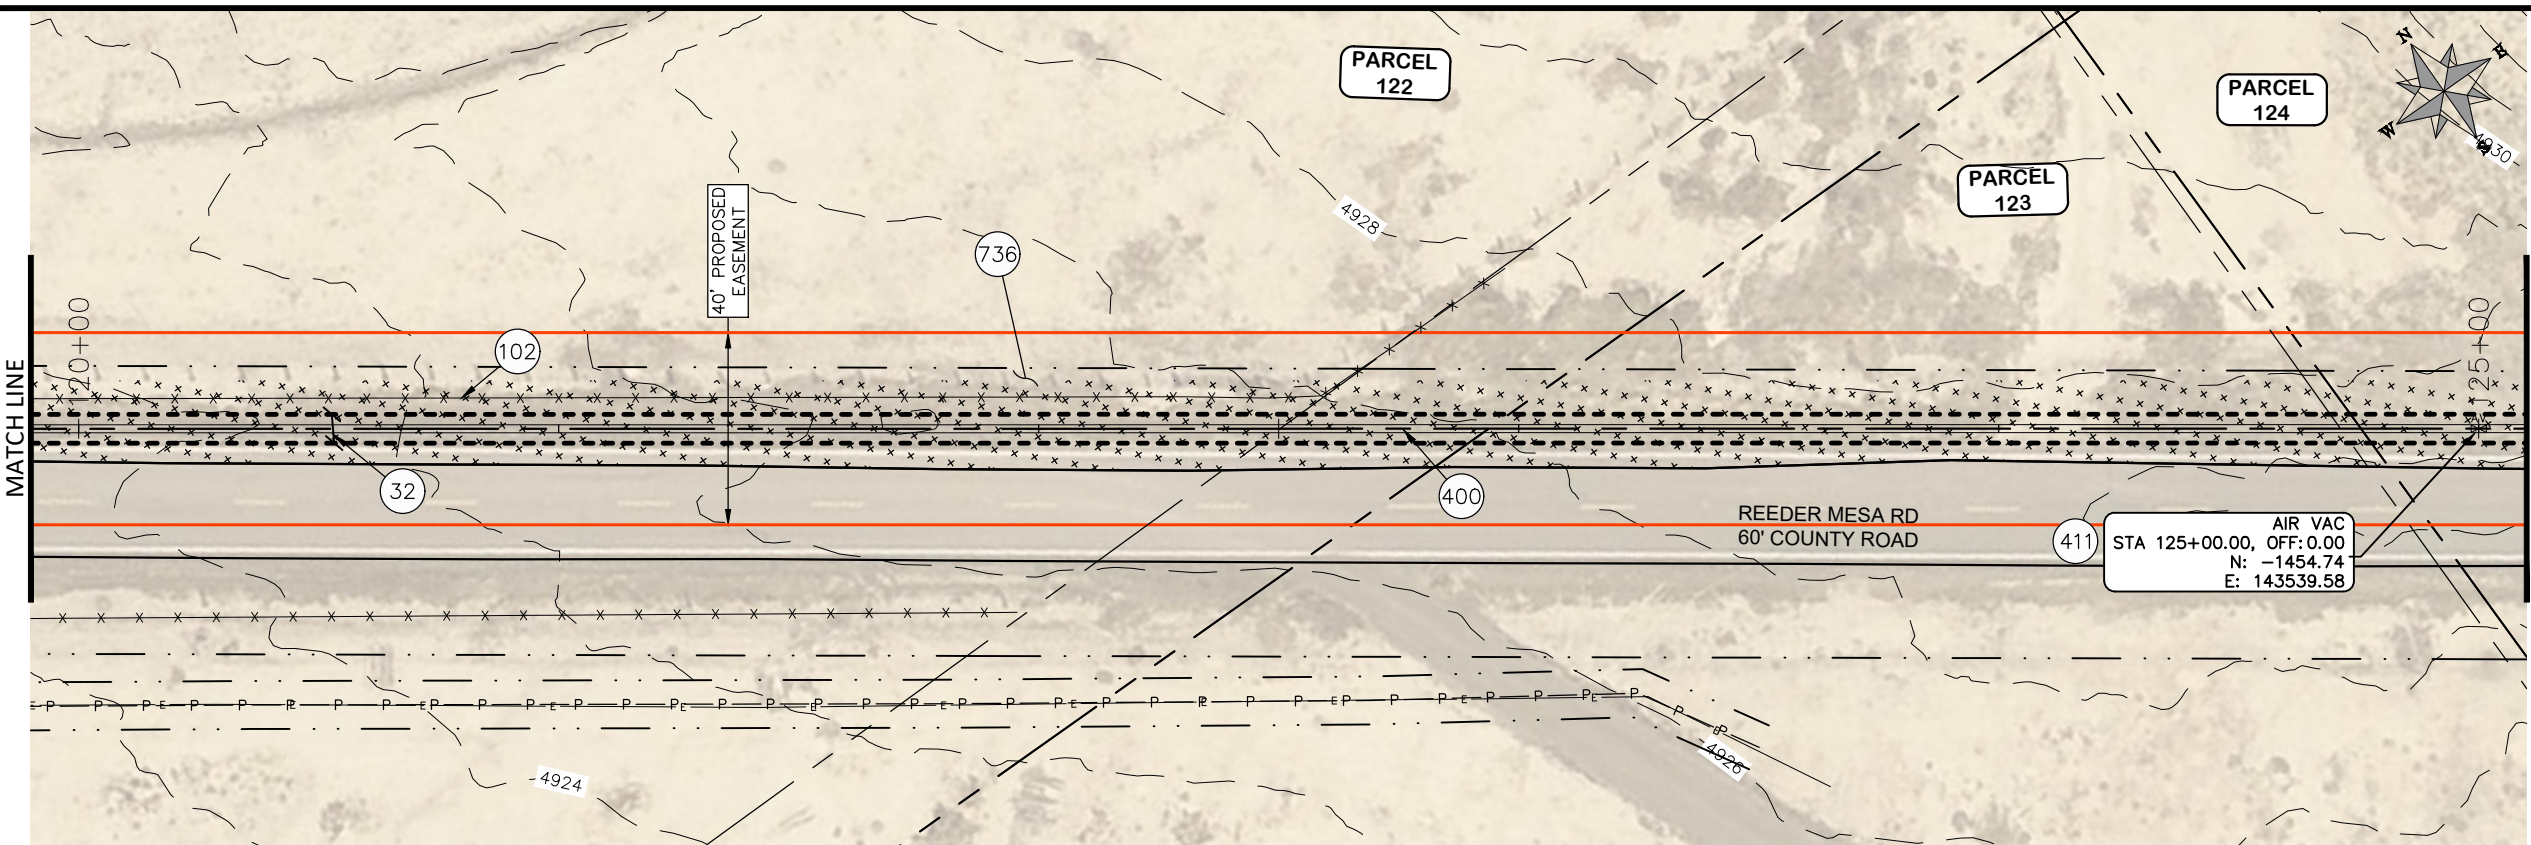 PARCEL
122
PARCEL
124
N
E
W
S
4930
PARCEL
123
40' PROPOSED
EASEMENT
4928
736
120+00
125+00
102
MATCH LINE
32
400
REEDER MESA RD
60' COUNTY ROAD
411
AIR VAC
STA 125+00.00, OFF: 0.00
N: -1454.74
E: 143539.58
4924
4926